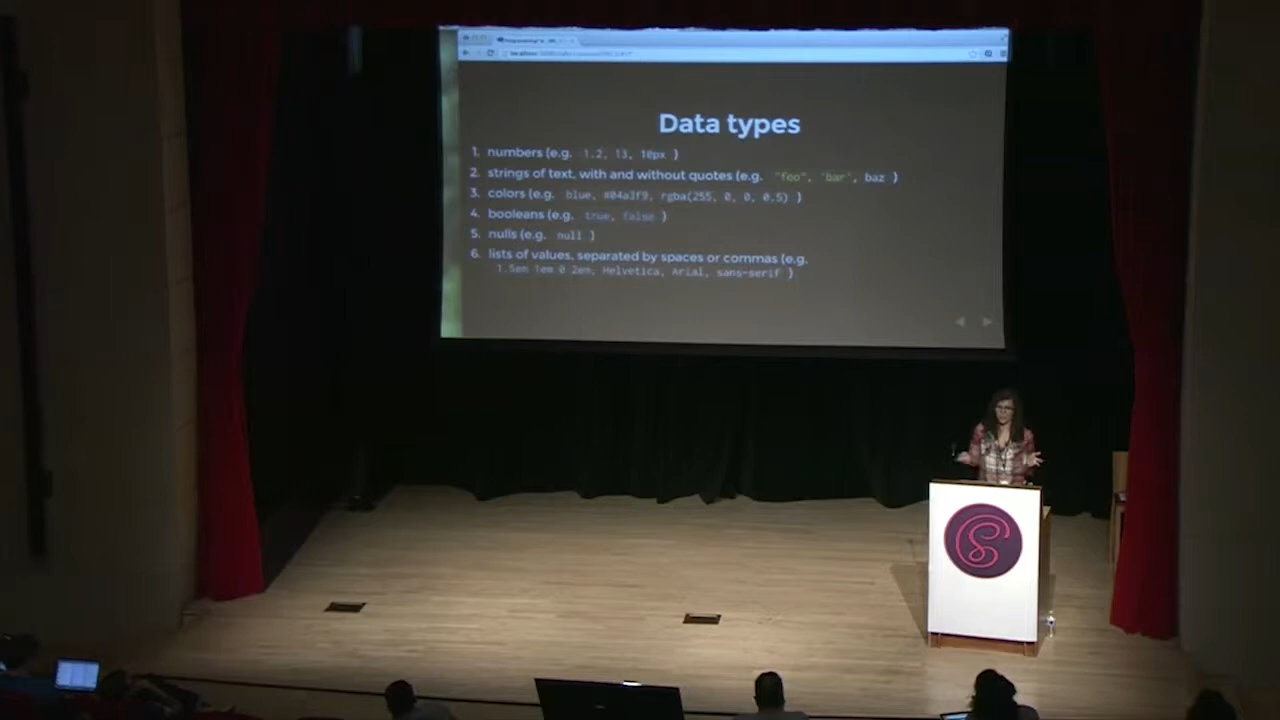 Data types
1. numbers (e.g. 1.2, 13, 10px )
2. strings of text, with and without quotes (e.g. "foo", 'bar', baz )
3. colors (e.g. blue, #04a3f9, rgba(255, 0, 0, 0.5) )
4. booleans (e.g. true, false )
5. nulls (e.g. null )
6. lists of values, separated by spaces or commas (e.g.
1.5em 1em 0 2em, Helvetica, Arial, sans-serif )